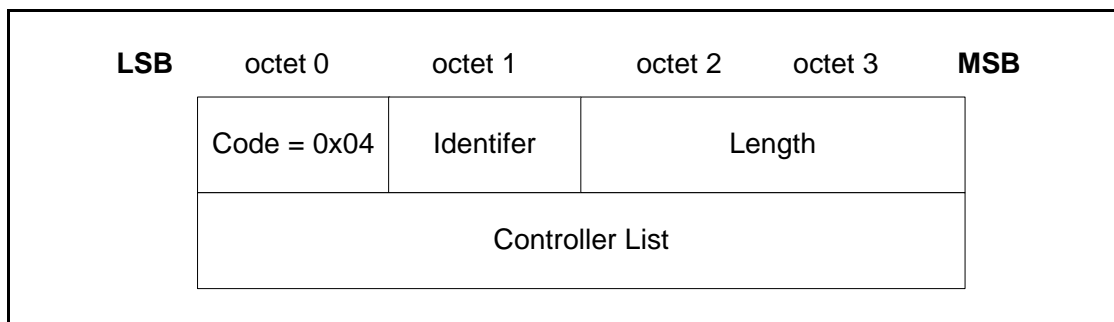 LSB octet 0 octet 1 octet 2 octet 3 MSB
Code = 0x04 Identifer Length
Controller List